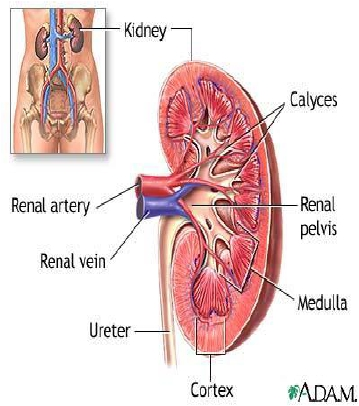 Kidney
Calyces
Renal artery
Renal
pelvis
Renal vein
Medulla
Ureter
Cortex
A.D.A.M.